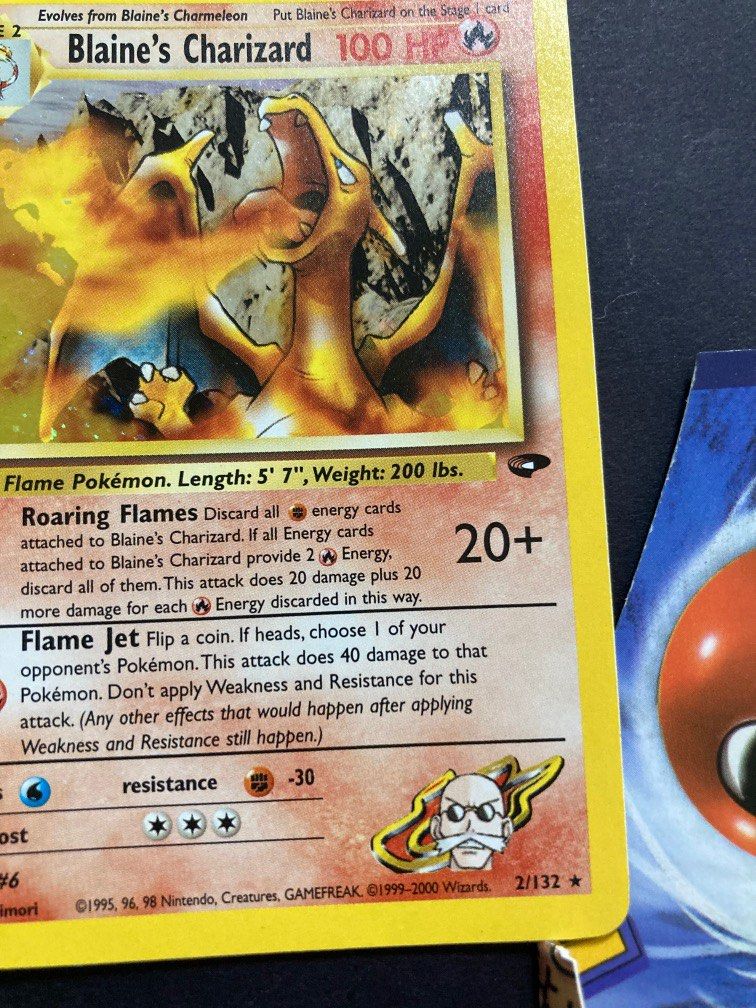 E 2
Evolves from Blaine's Charmeleon Put Blaine's Charizard on the Stage 1 card
Blaine's Charizard 100 HP
Flame Pokémon. Length: 5' 7", Weight: 200 lbs.
Roaring Flames Discard all energy cards
attached to Blaine's Charizard. If all Energy cards
attached to Blaine's Charizard provide 2 Energy,
discard all of them. This attack does 20 damage plus 20
more damage for each Energy discarded in this way.
20+
Flame Jet Flip a coin. If heads, choose 1 of your
opponent's Pokémon. This attack does 40 damage to that
Pokémon. Don't apply Weakness and Resistance for this
attack. (Any other effects that would happen after applying
Weakness and Resistance still happen.)
s resistance -30
ost
#6
imori ©1995, 96, 98 Nintendo, Creatures, GAMEFREAK. ©1999–2000 Wizards. 2/132 ★